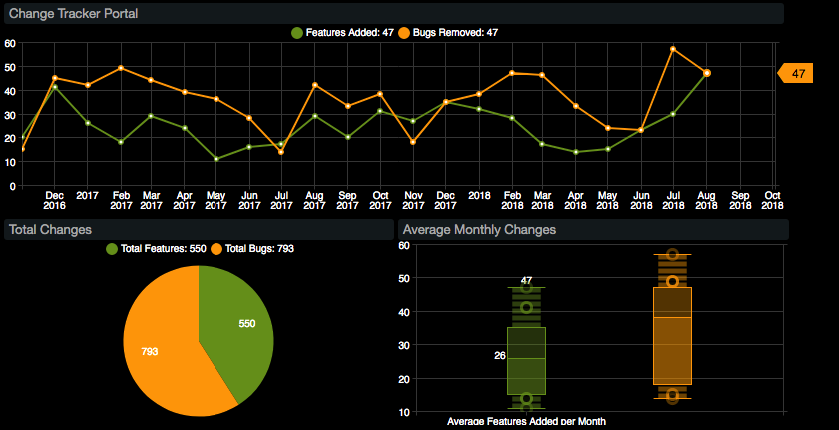 Change Tracker Portal
Features Added: 47 Bugs Removed: 47
60
50
40
30
20
10
0
47
Dec 2017 Feb Mar Apr May Jun Jul Aug Sep Oct Nov Dec 2018 Feb Mar Apr May Jun Jul Aug Sep Oct
2016 2017 2017 2017 2017 2017 2017 2017 2017 2017 2017 2017 2018 2018 2018 2018 2018 2018 2018 2018 2018
Total Changes
Total Features: 550 Total Bugs: 793
550
793
Average Monthly Changes
60
50
40
30
20
10
47
26
Average Features Added per Month